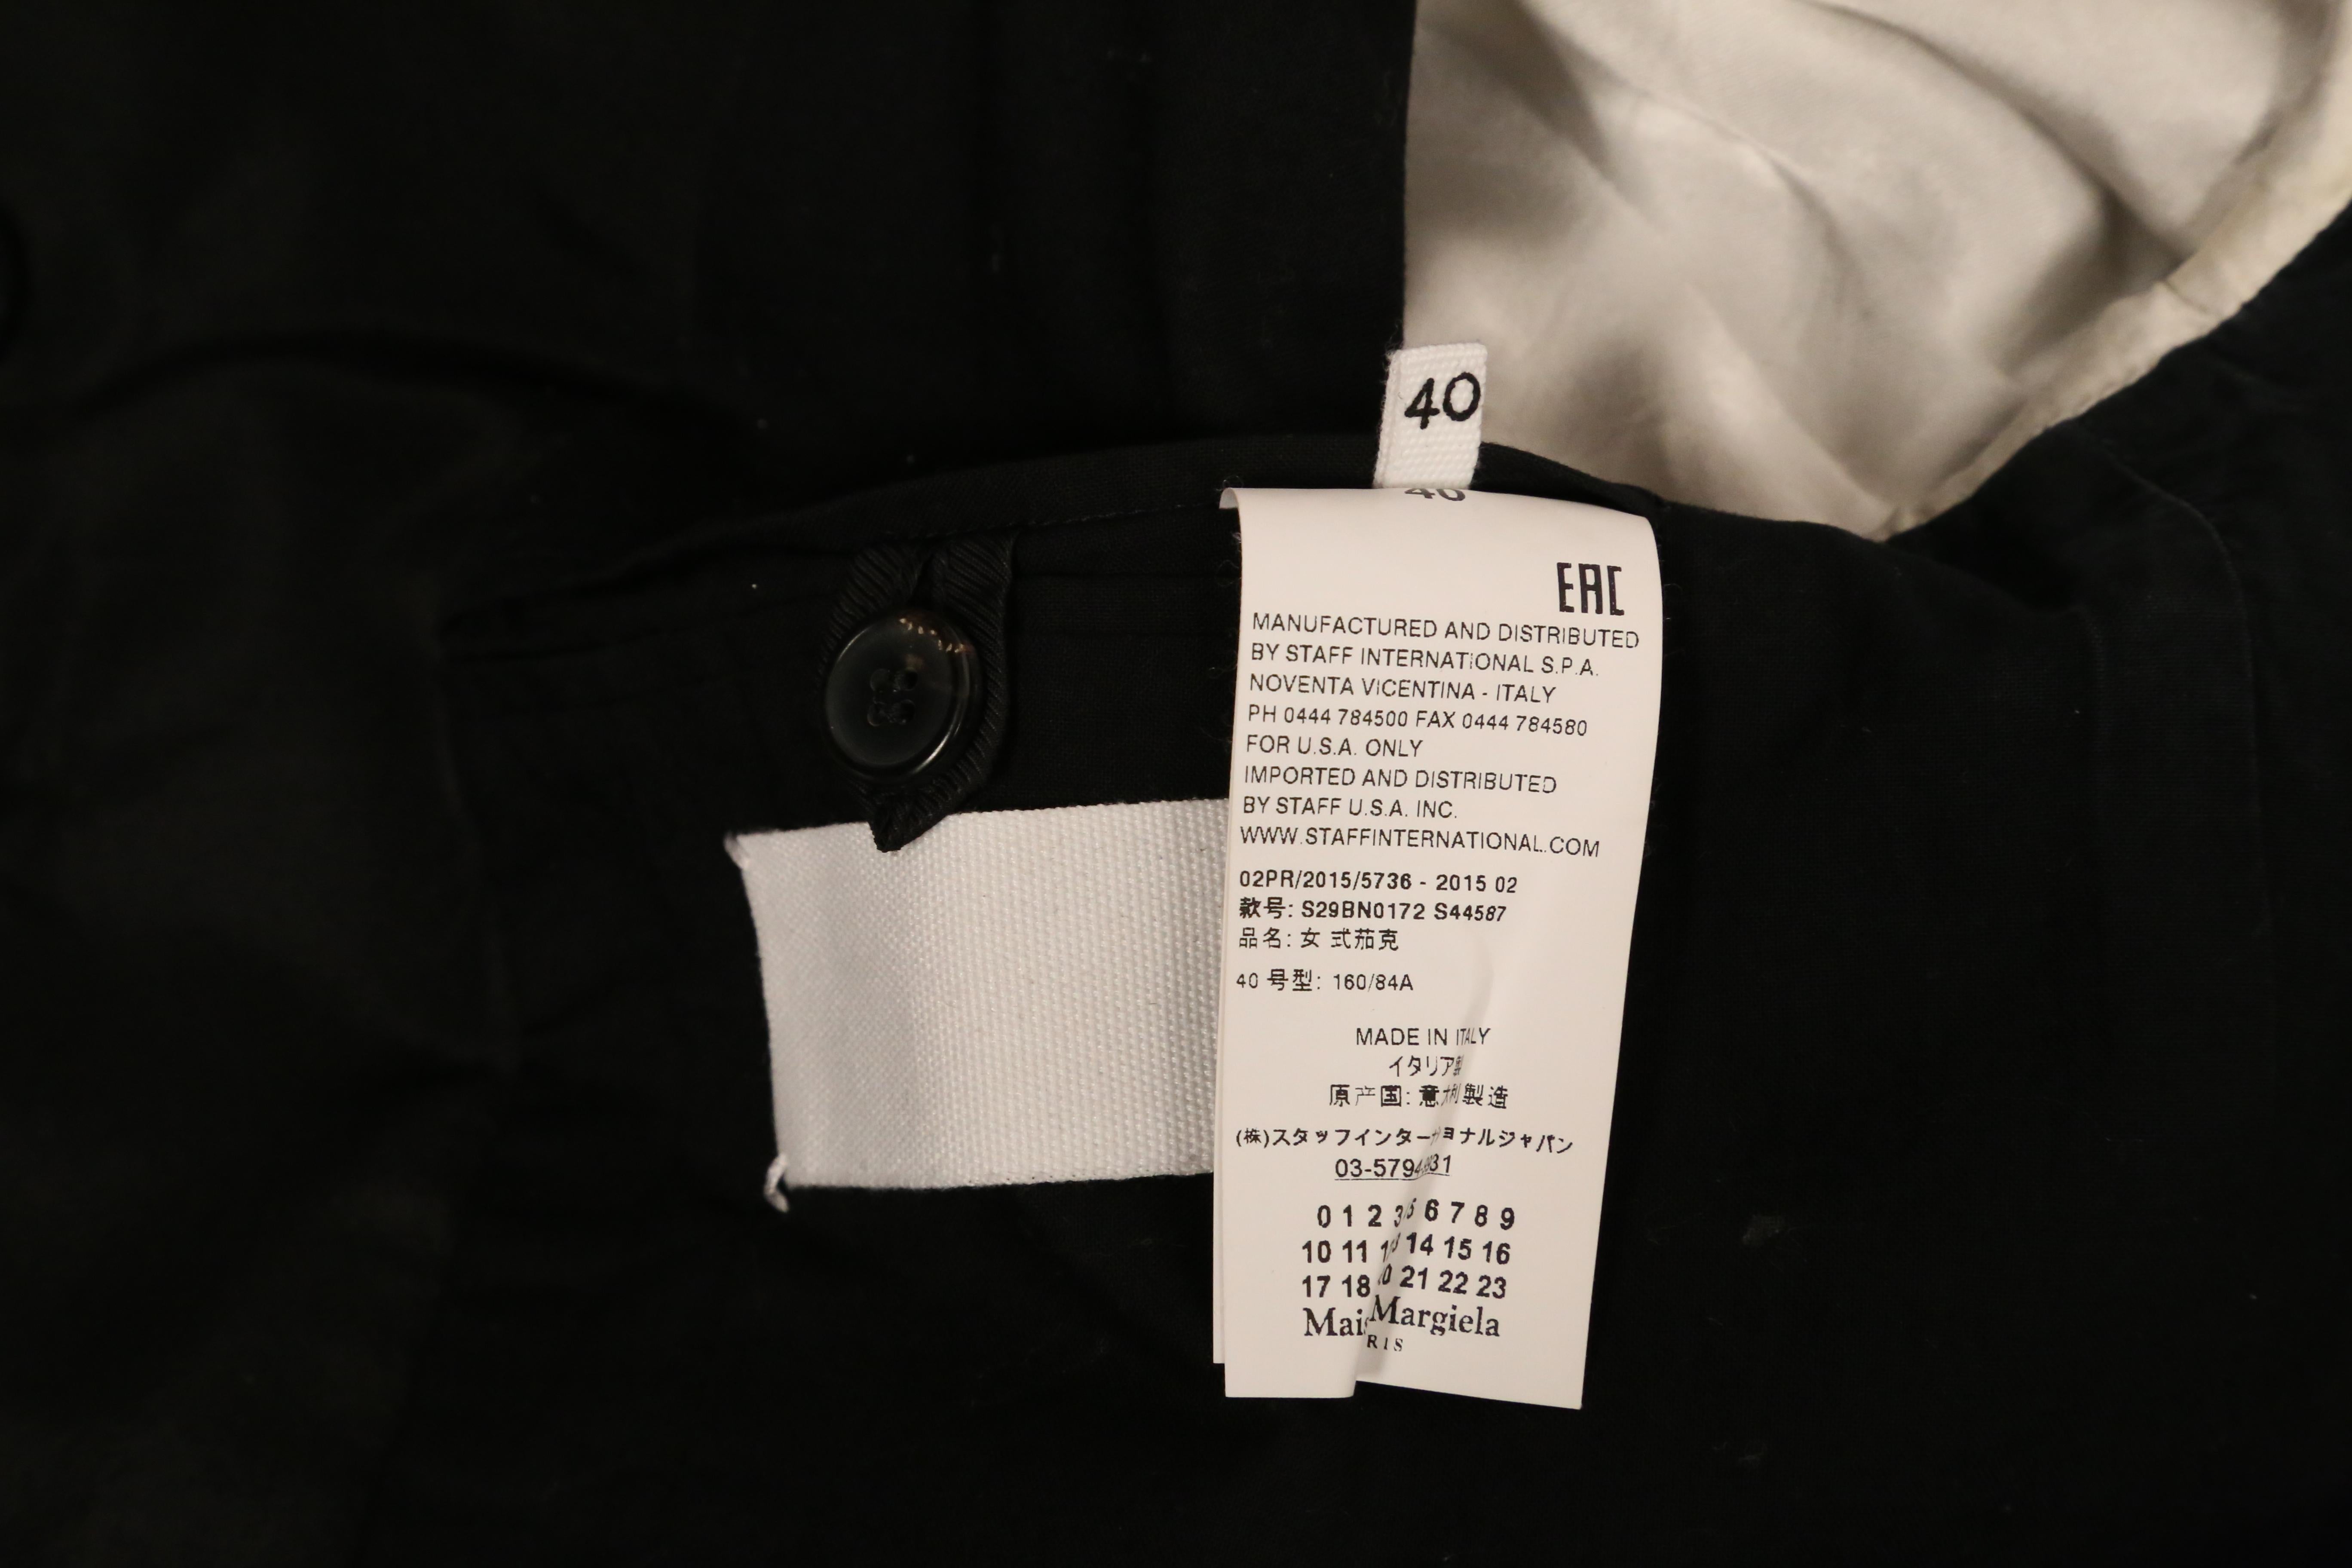 40
40
EAC
MANUFACTURED AND DISTRIBUTED
BY STAFF INTERNATIONAL S.P.A.
NOVENTA VICENTINA - ITALY
PH 0444 784500 FAX 0444 784580
FOR U.S.A. ONLY
IMPORTED AND DISTRIBUTED
BY STAFF U.S.A. INC.
WWW.STAFFINTERNATIONAL.COM
02PR/2015/5736 - 2015 02
款号: S29BN0172 S44587
品名: 女 式茄克
40 号型: 160/84A
MADE IN ITALY
イタリア製
原产国: 製造
(株)スタッフインター ョナルジャパン
0 1 2 3 6 7 8 9
10 11 14 15 16
17 18 21 22 23
Margiela